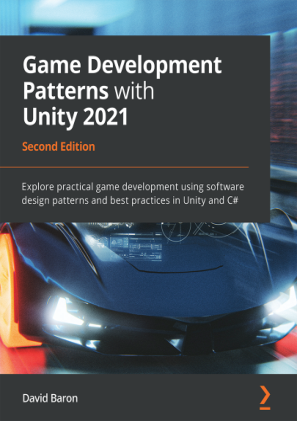 Game Development
Patterns with
Unity 2021
Second Edition
Explore practical game development using software
design patterns and best practices in Unity and C#
David Baron